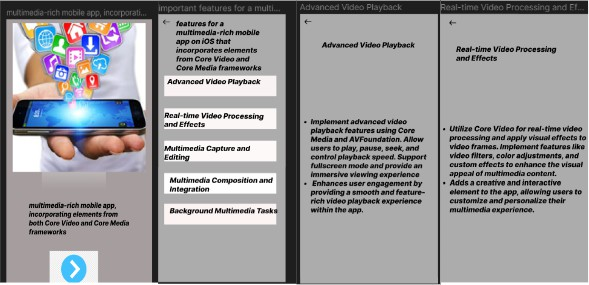 multimedia-rich mobile app, incorporati...
multimedia-rich mobile app,
incorporating elements from
both Core Video and Core Media
frameworks
important features for a multi...
←
features for a
multimedia-rich mobile
app on iOS that
incorporates elements
from Core Video and
Core Media frameworks
Advanced Video Playback
Real-time Video Processing
and Effects
Multimedia Capture and
Editing
Multimedia Composition and
Integration
Background Multimedia Tasks
Advanced Video Playback
←
Advanced Video Playback
• Implement advanced video
playback features using Core
Media and AVFoundation. Allow
users to play, pause, seek, and
control playback speed. Support
fullscreen mode and provide an
immersive viewing experience
• Enhances user engagement by
providing a smooth and feature-
rich video playback experience
within the app.
Real-time Video Processing and Ef...
←
Real-time Video Processing
and Effects
• Utilize Core Video for real-time video
processing and apply visual effects to
video frames. Implement features like
video filters, color adjustments, and
custom effects to enhance the visual
appeal of multimedia content.
• Adds a creative and interactive
element to the app, allowing users to
customize and personalize their
multimedia experience.